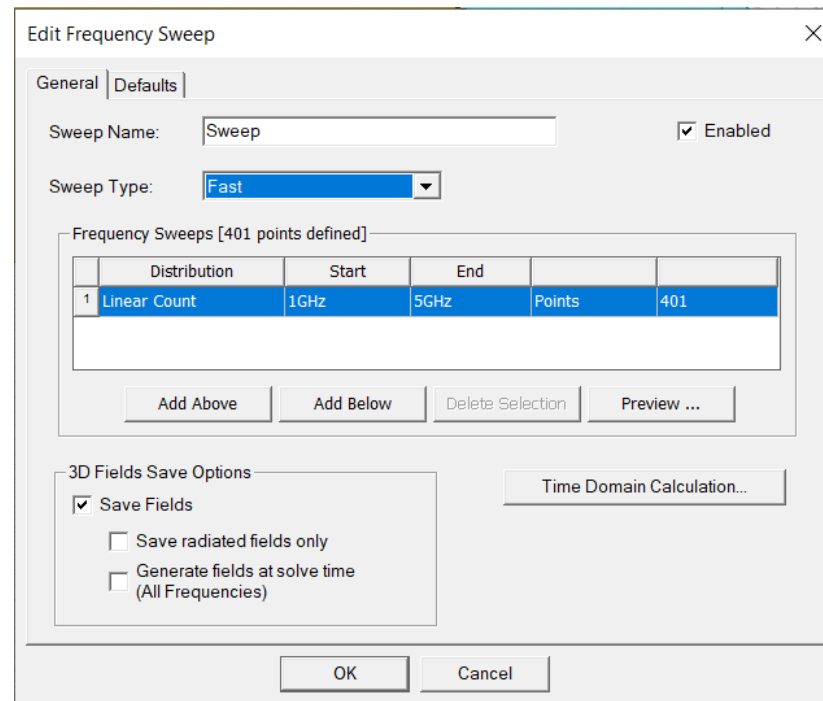 Edit Frequency Sweep
General Defaults
Sweep Name: Sweep Enabled
Sweep Type: Fast
Frequency Sweeps [401 points defined]
Distribution Start End
1 Linear Count 1GHz 5GHz Points 401
Add Above Add Below Delete Selection Preview ...
3D Fields Save Options
Time Domain Calculation...
Save Fields
Save radiated fields only
Generate fields at solve time
(All Frequencies)
OK Cancel